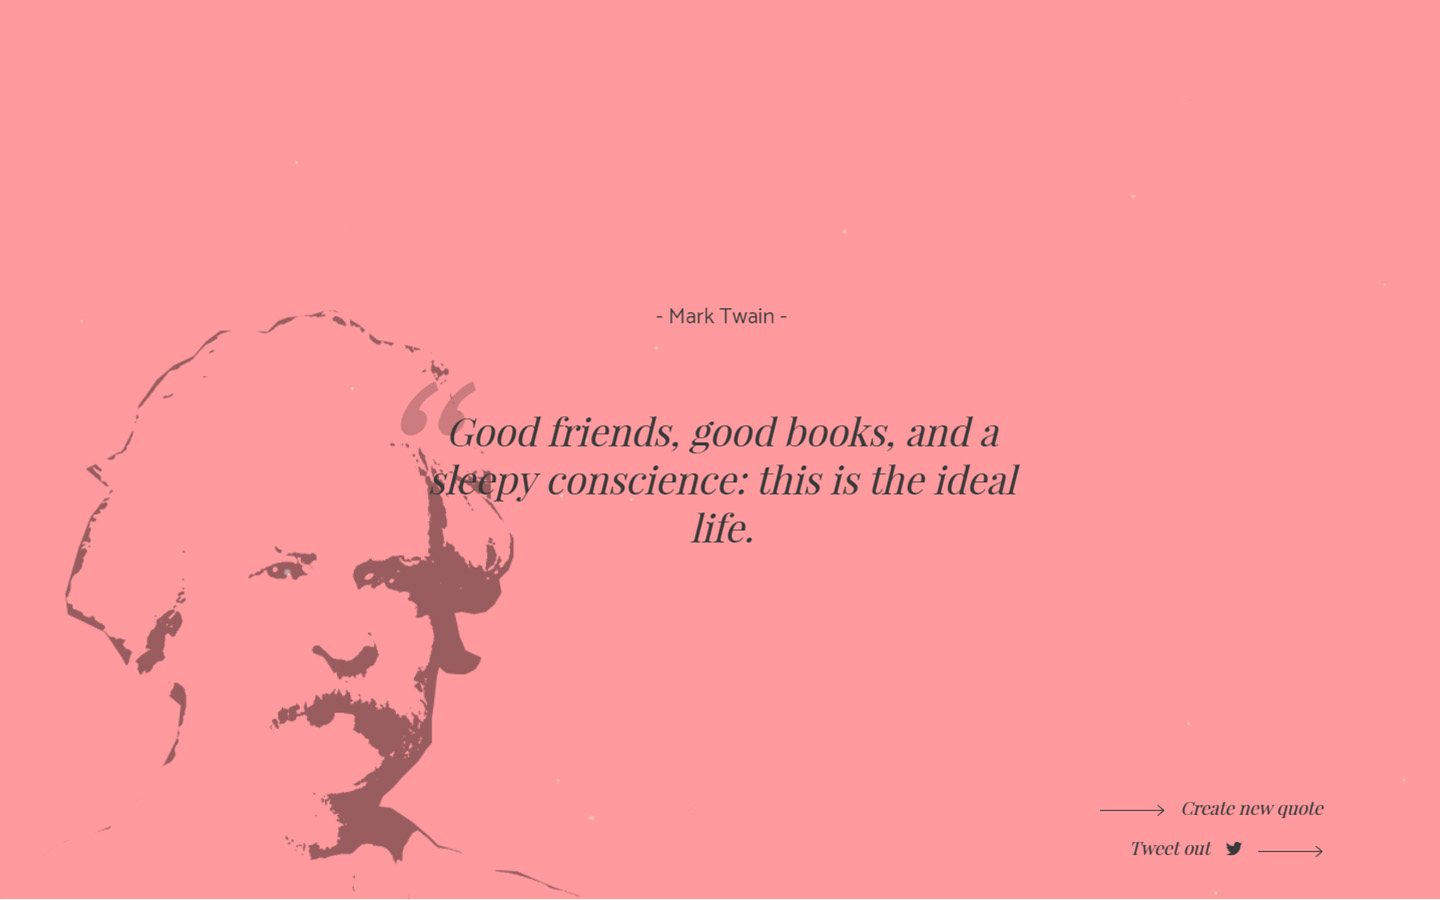 - Mark Twain -
“
Good friends, good books, and a
sleepy conscience: this is the ideal
life.
Create new quote
Tweet out